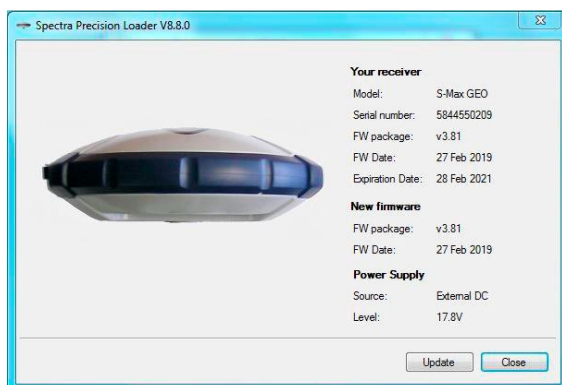 Spectra Precision Loader V8.8.0
Your receiver
Model: S-Max GEO
Serial number: 5844550209
FW package: v3.81
FW Date: 27 Feb 2019
Expiration Date: 28 Feb 2021
New firmware
FW package: v3.81
FW Date: 27 Feb 2019
Power Supply
Source: External DC
Level: 17.8V
Update Close